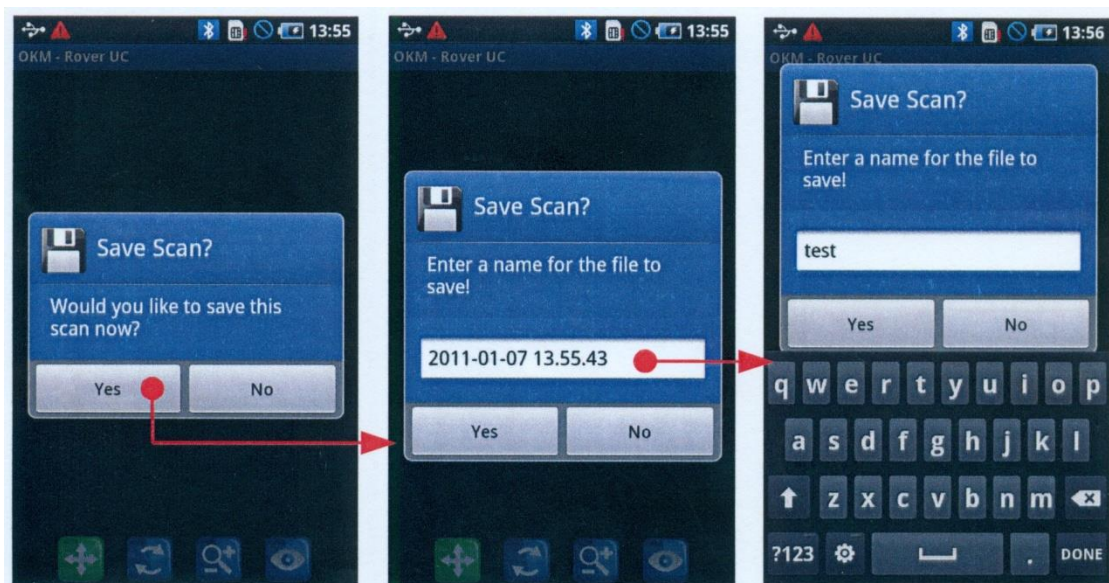 13:55
OKM - Rover UC
Save Scan?
Would you like to save this
scan now?
Yes
No
13:55
OKM - Rover UC
Save Scan?
Enter a name for the file to
save!
2011-01-07 13.55.43
Yes
No
13:56
OKM - Rover UC
Save Scan?
Enter a name for the file to
save!
test
Yes
No
q w e r t y u i o p
a s d f g h j k l
z x c v b n m
?123 . DONE